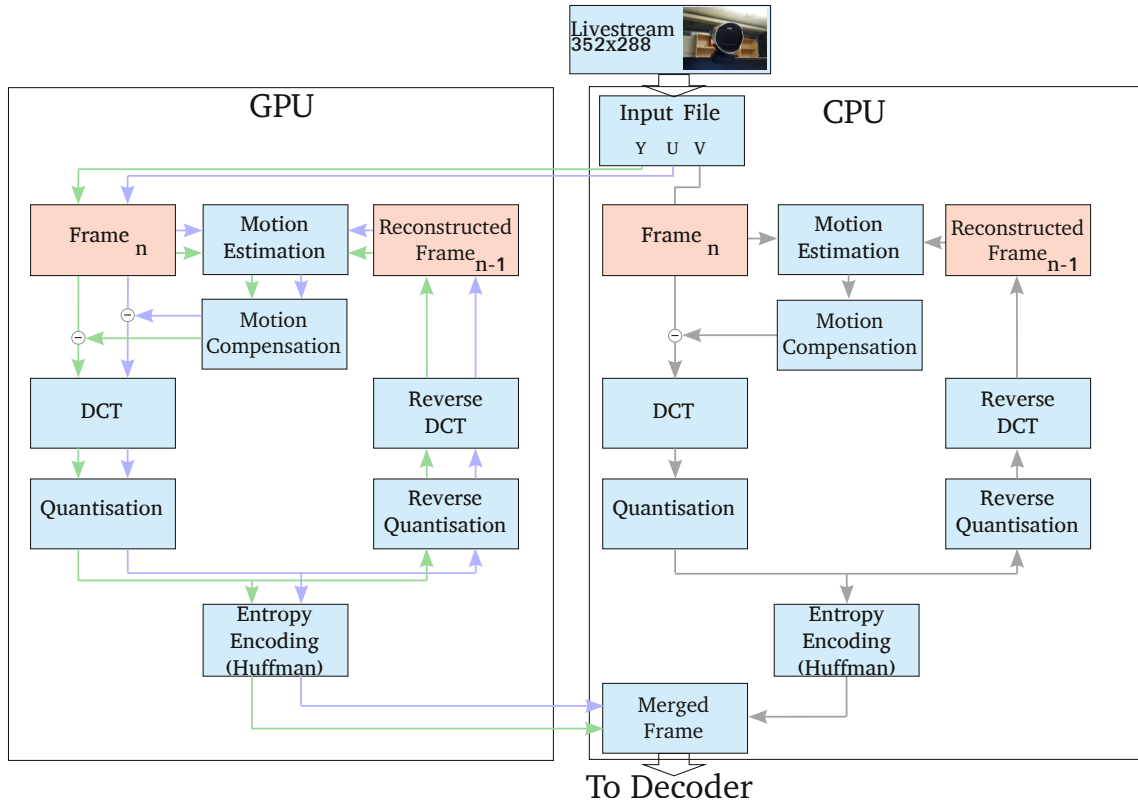 Livestream
352x288
GPU
CPU
Input File
Y U V
Frame n
Motion
Estimation
Reconstructed
Frame n-1
Motion
Compensation
DCT
Reverse
DCT
Quantisation
Reverse
Quantisation
Entropy
Encoding
(Huffman)
Frame n
Motion
Estimation
Reconstructed
Frame n-1
Motion
Compensation
DCT
Reverse
DCT
Quantisation
Reverse
Quantisation
Entropy
Encoding
(Huffman)
Merged
Frame
To Decoder